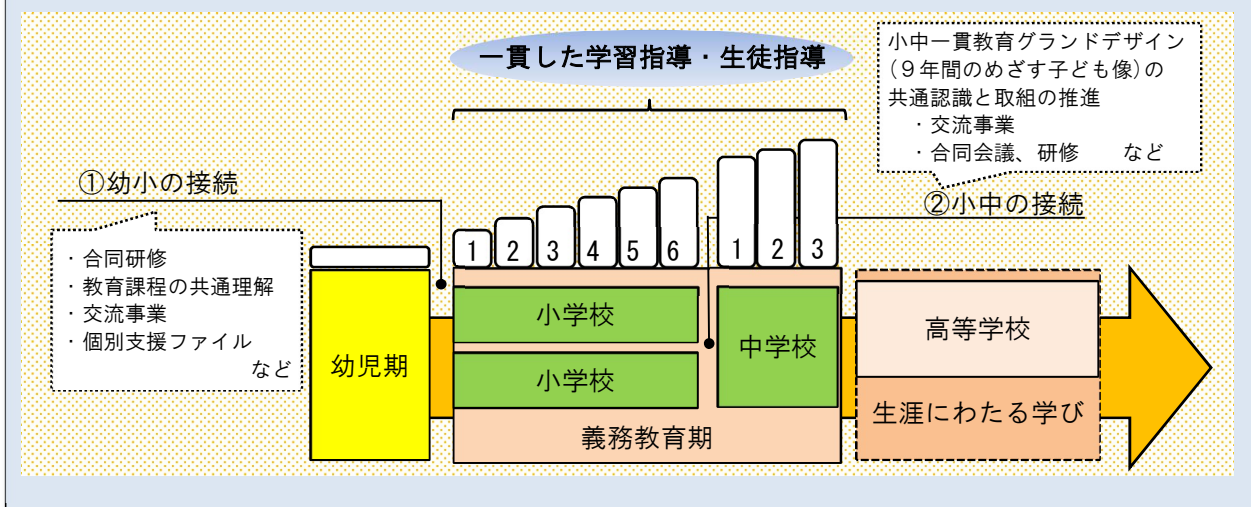 一貫した学習指導・生徒指導
小中一貫教育グランドデザイン
(9年間のめざす子ども像)の
共通認識と取組の推進
・交流事業
・合同会議、研修　　など
①幼小の接続
②小中の接続
・合同研修
・教育課程の共通理解
・交流事業
・個別支援ファイル
など
1 2 3 4 5 6 1 2 3
幼児期
小学校
小学校
中学校
義務教育期
高等学校
生涯にわたる学び